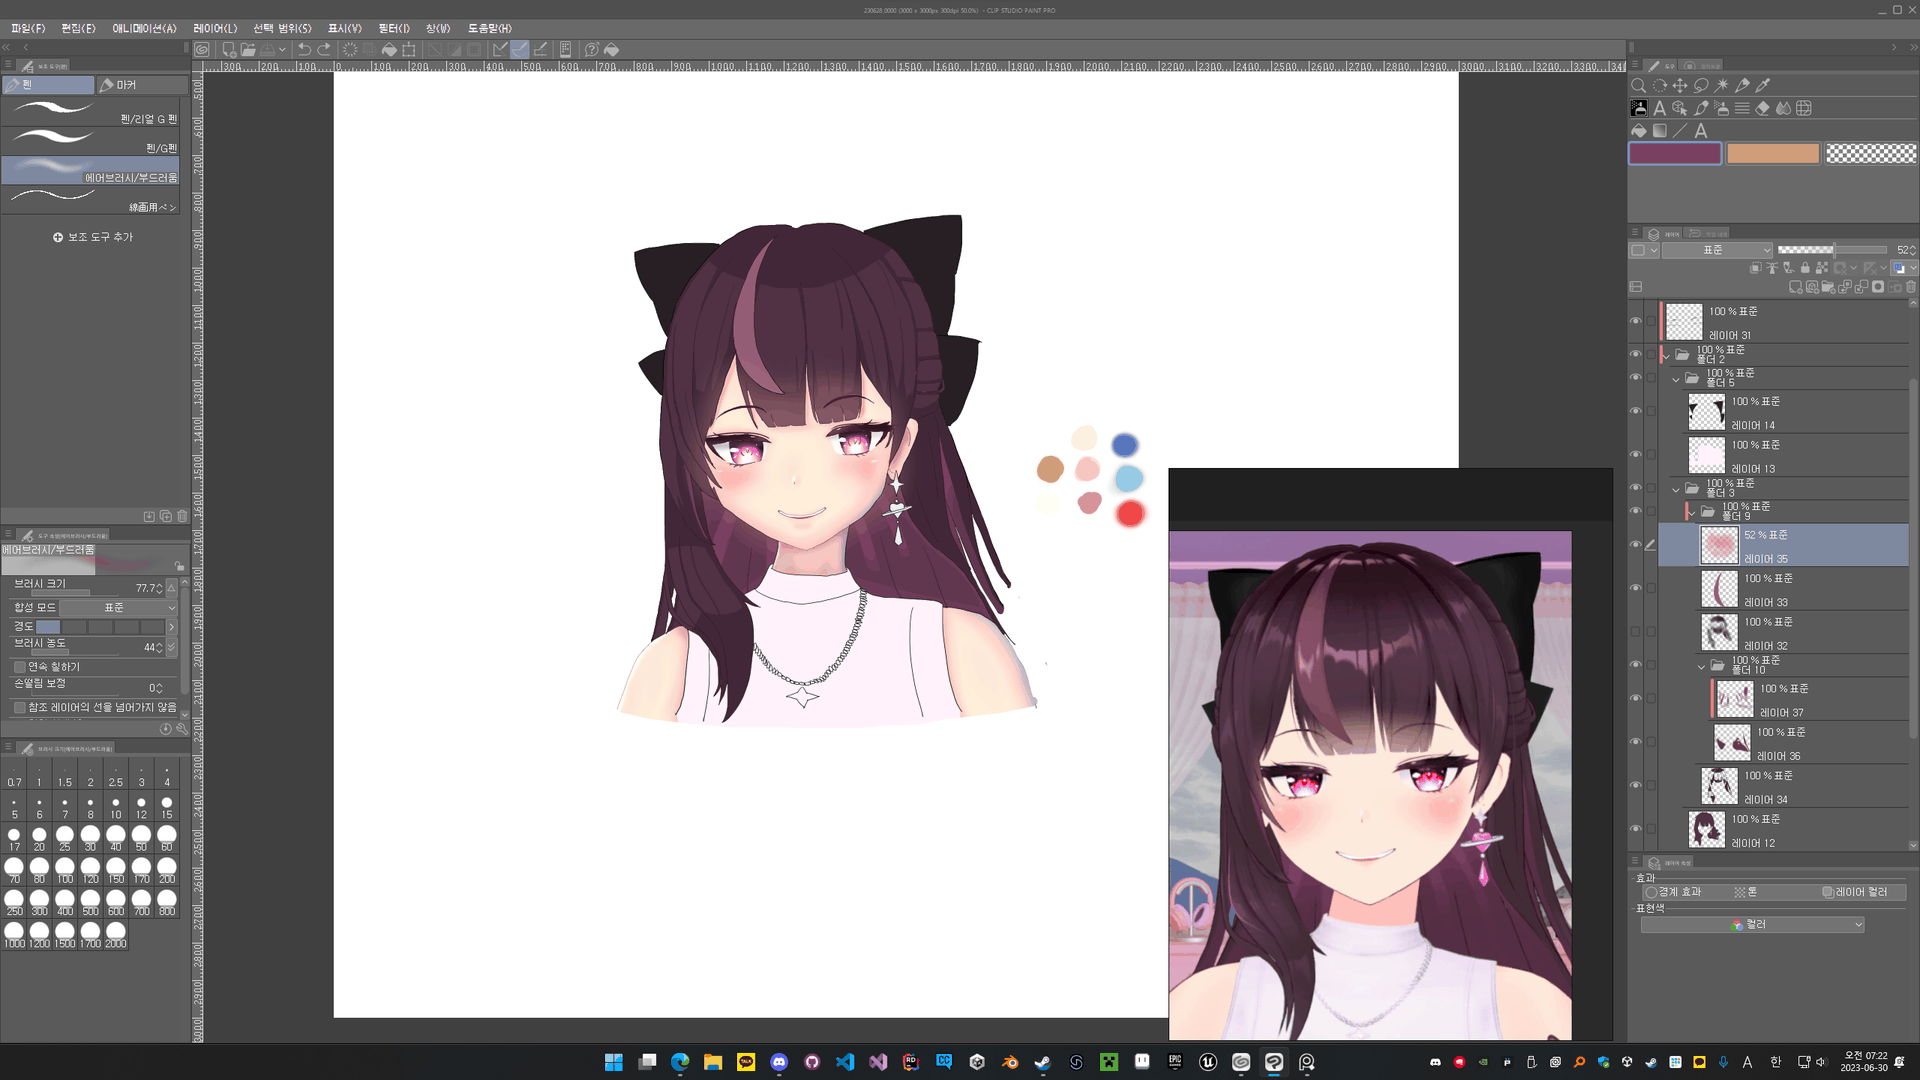 230628_0000 (3000 x 3000px 300dpi 50.0%) - CLIP STUDIO PAINT PRO
파일(F) 편집(E) 애니메이션(A) 레이어(L) 선택 범위(S) 표시(V) 필터(I) 창(W) 도움말(H)
펜 마커
펜/리얼 G 펜
펜/G펜
에어브러시/부드러움
線画用ペン
보조 도구 추가
에어브러시/부드러움
브러시 크기 77.7
합성 모드 표준
경도
브러시 농도 44
연속 칠하기
손떨림 보정 0
참조 레이어의 선을 넘어가지 않음
0.7 1 1.5 2 2.5 3 4
5 6 7 8 10 12 15
17 20 25 30 40 50 60
70 80 100 120 150 170 200
250 300 400 500 600 700 800
1000 1200 1500 1700 2000
표준 52
100 % 표준
레이어 31
100 % 표준
폴더 2
100 % 표준
폴더 5
100 % 표준
레이어 14
100 % 표준
레이어 13
100 % 표준
폴더 3
100 % 표준
폴더 9
52 % 표준
레이어 35
100 % 표준
레이어 33
100 % 표준
레이어 32
100 % 표준
폴더 10
100 % 표준
레이어 37
100 % 표준
레이어 36
100 % 표준
레이어 34
100 % 표준
레이어 12
효과
경계 효과 톤 레이어 컬러
표현색
컬러
A 한
오전 07:22
2023-06-30